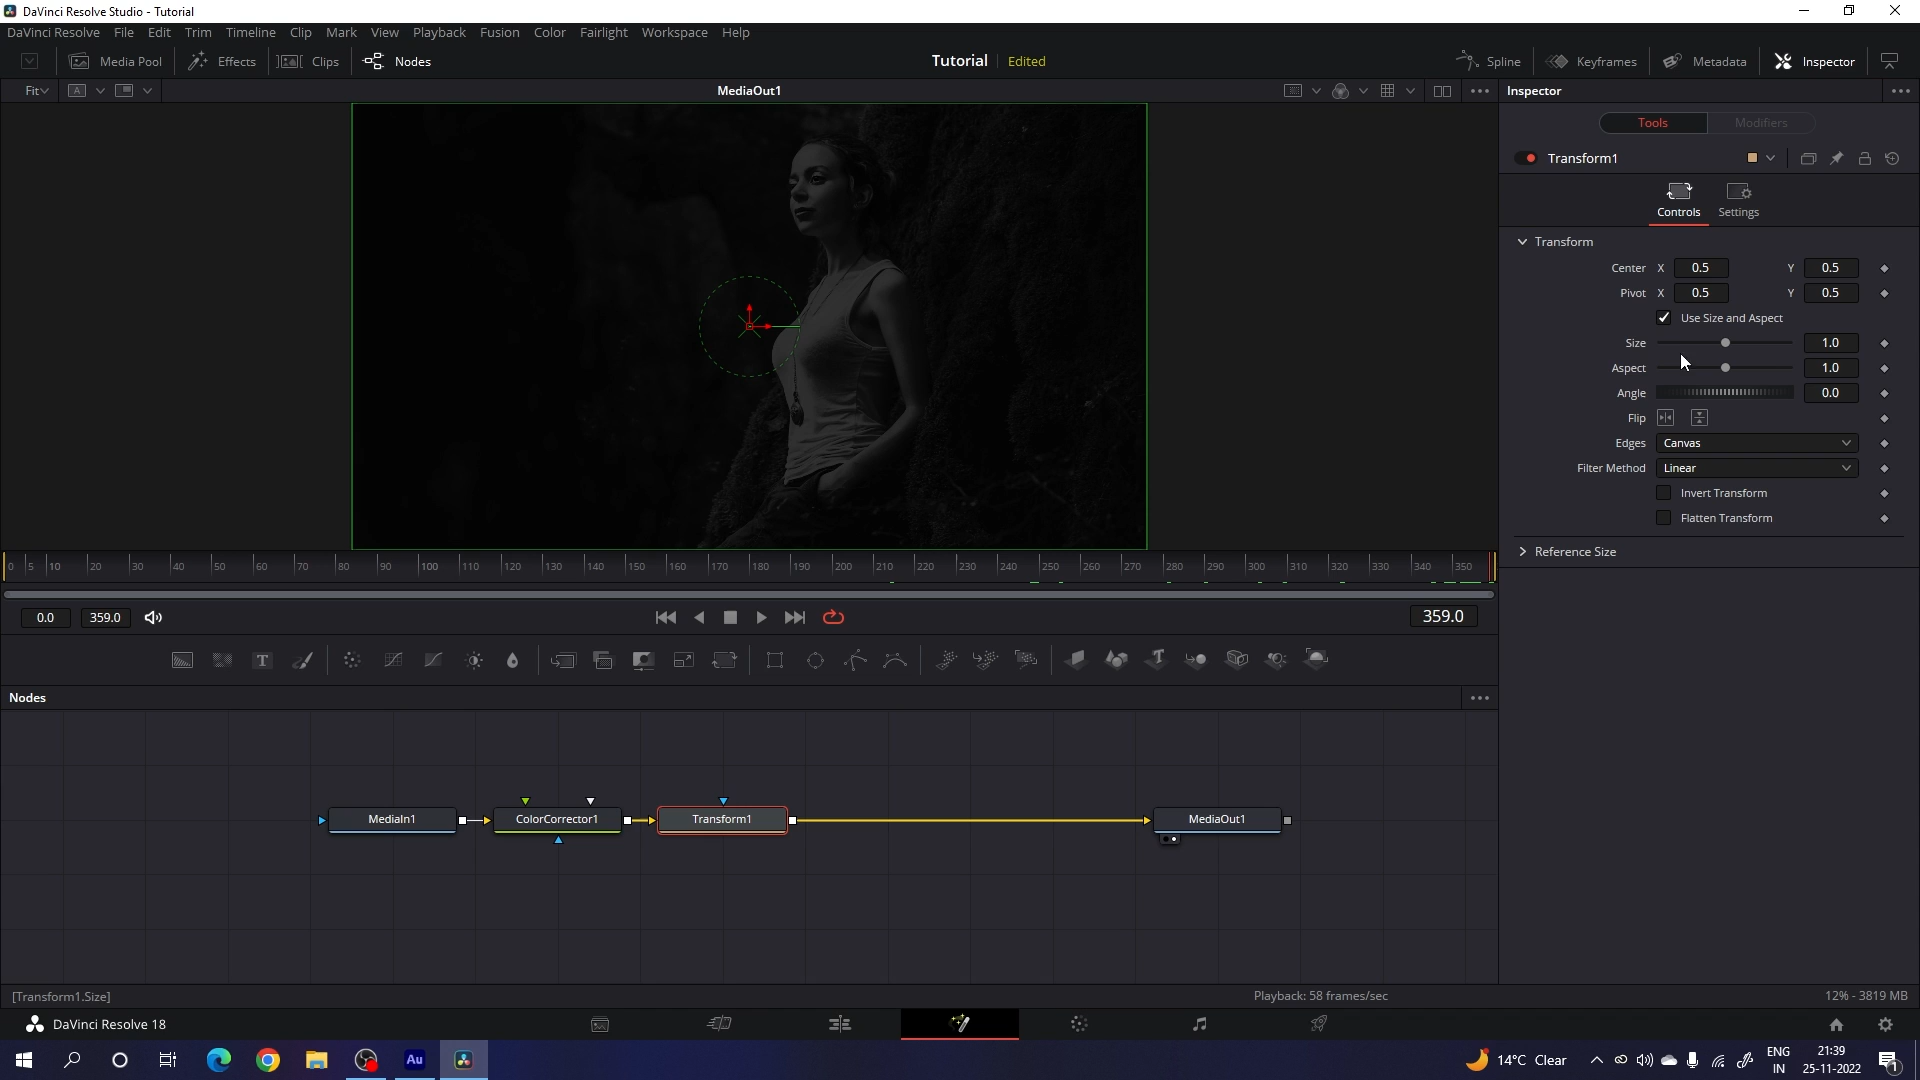 DaVinci Resolve Studio - Tutorial
DaVinci Resolve File Edit Trim Timeline Clip Mark View Playback Fusion Color Fairlight Workspace Help
Media Pool Effects Clips Nodes Tutorial Edited Spline Keyframes Metadata Inspector
Fit A MediaOut1 Inspector
Tools Modifiers
Transform1
Controls Settings
Transform
Center X 0.5 Y 0.5
Pivot X 0.5 Y 0.5
Use Size and Aspect
Size 1.0
Aspect 1.0
Angle 0.0
Flip
Edges Canvas
Filter Method Linear
Invert Transform
Flatten Transform
Reference Size
0 5 10 20 30 40 50 60 70 80 90 100 110 120 130 140 150 160 170 180 190 200 210 220 230 240 250 260 270 280 290 300 310 320 330 340 350
0.0 359.0 359.0
T T
Nodes
MediaIn1 ColorCorrector1 Transform1 MediaOut1
[Transform1.Size] Playback: 58 frames/sec 12% - 3819 MB
DaVinci Resolve 18
Au 14°C Clear ENG IN 21:39 25-11-2022 1